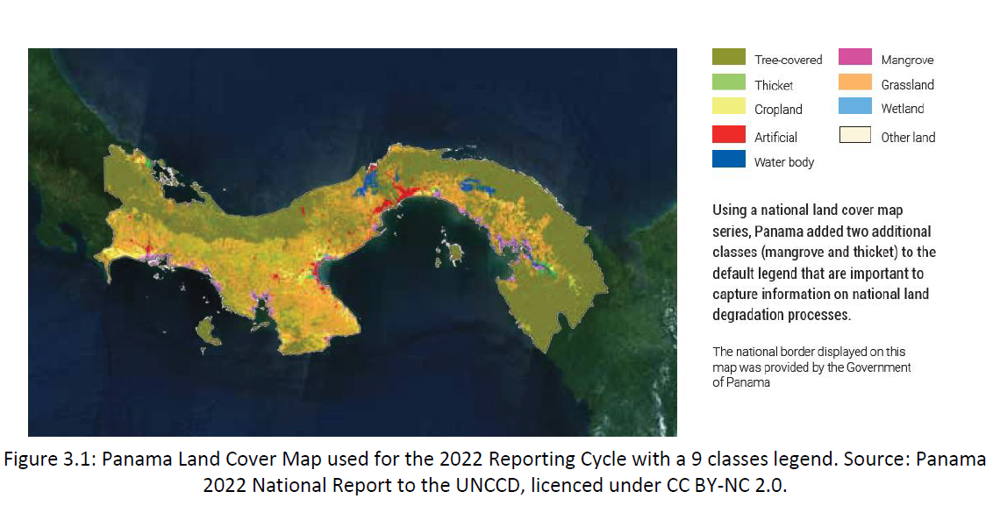 Tree-covered
Mangrove
Thicket
Grassland
Cropland
Wetland
Artificial
Other land
Water body
Using a national land cover map
series, Panama added two additional
classes (mangrove and thicket) to the
default legend that are important to
capture information on national land
degradation processes.
The national border displayed on this
map was provided by the Government
of Panama
Figure 3.1: Panama Land Cover Map used for the 2022 Reporting Cycle with a 9 classes legend. Source: Panama
2022 National Report to the UNCCD, licenced under CC BY-NC 2.0.